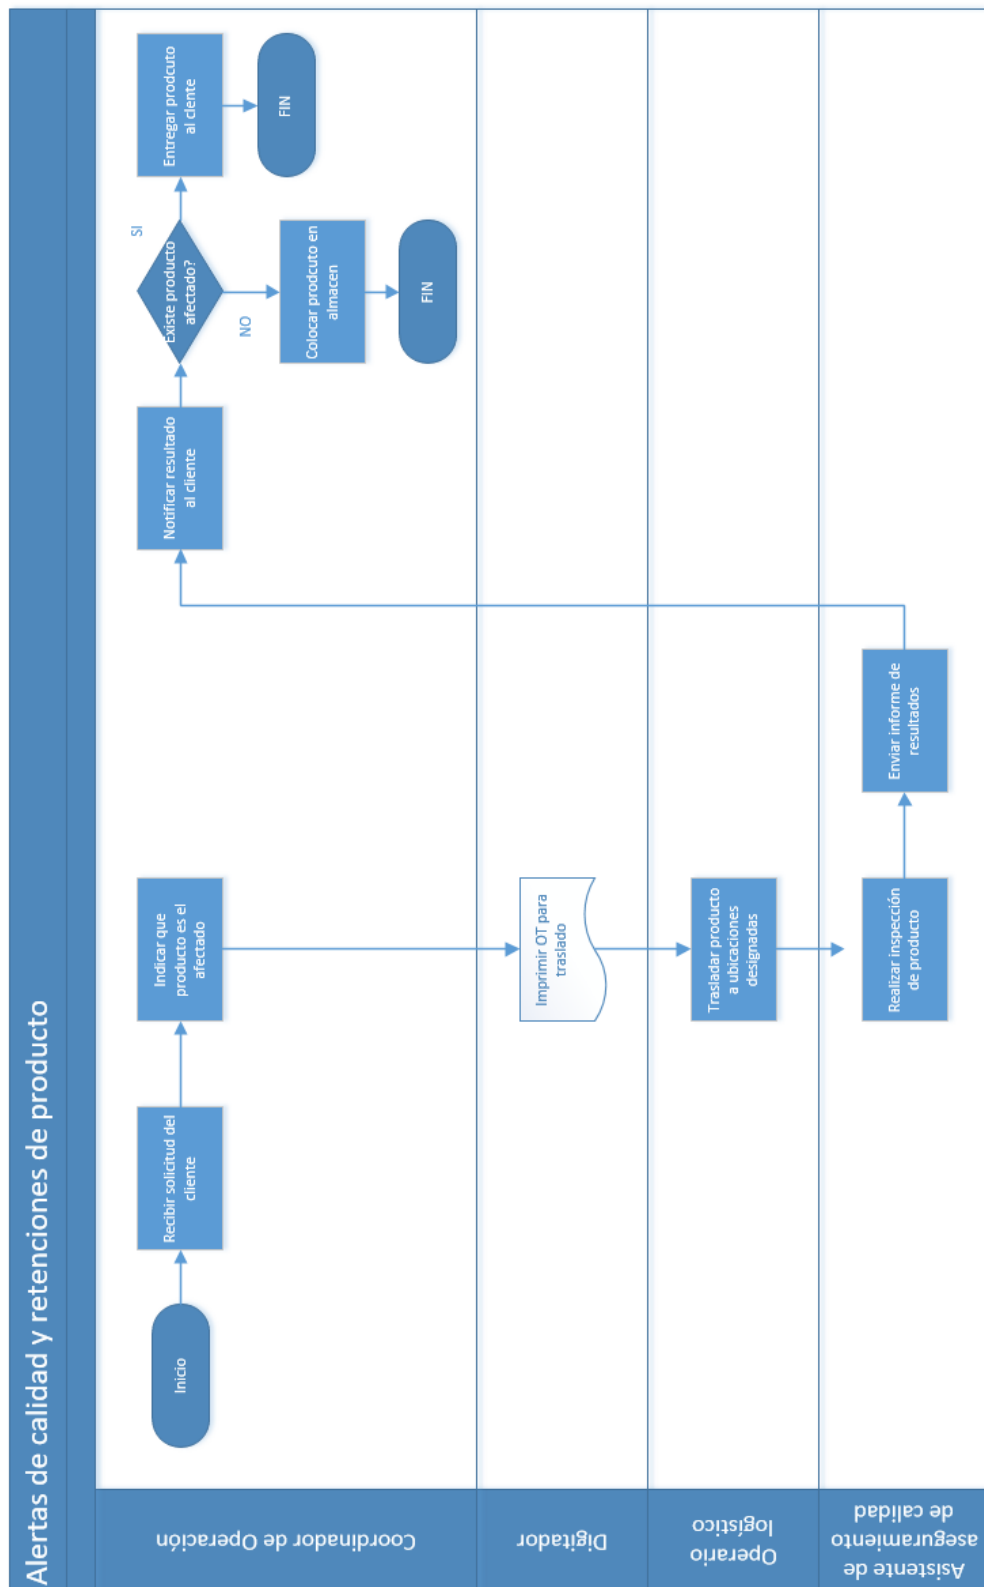 Alertas de calidad y retenciones de producto
Coordinador de Operación
Inicio
Recibir solicitud del
cliente
Indicar que
producto es el
afectado
Notificar resultado
al cliente
Existe producto
afectado?
SI
Entregar prodcuto
al clente
FIN
NO
Colocar prodcuto en
almacen
FIN
Digitador
Imprimir OT para
traslado
Operario
logístico
Trasladar producto
a ubicaciones
designadas
Asistente de
aseguramiento
de calidad
Realizar inspección
de producto
Enviar informe de
resultados